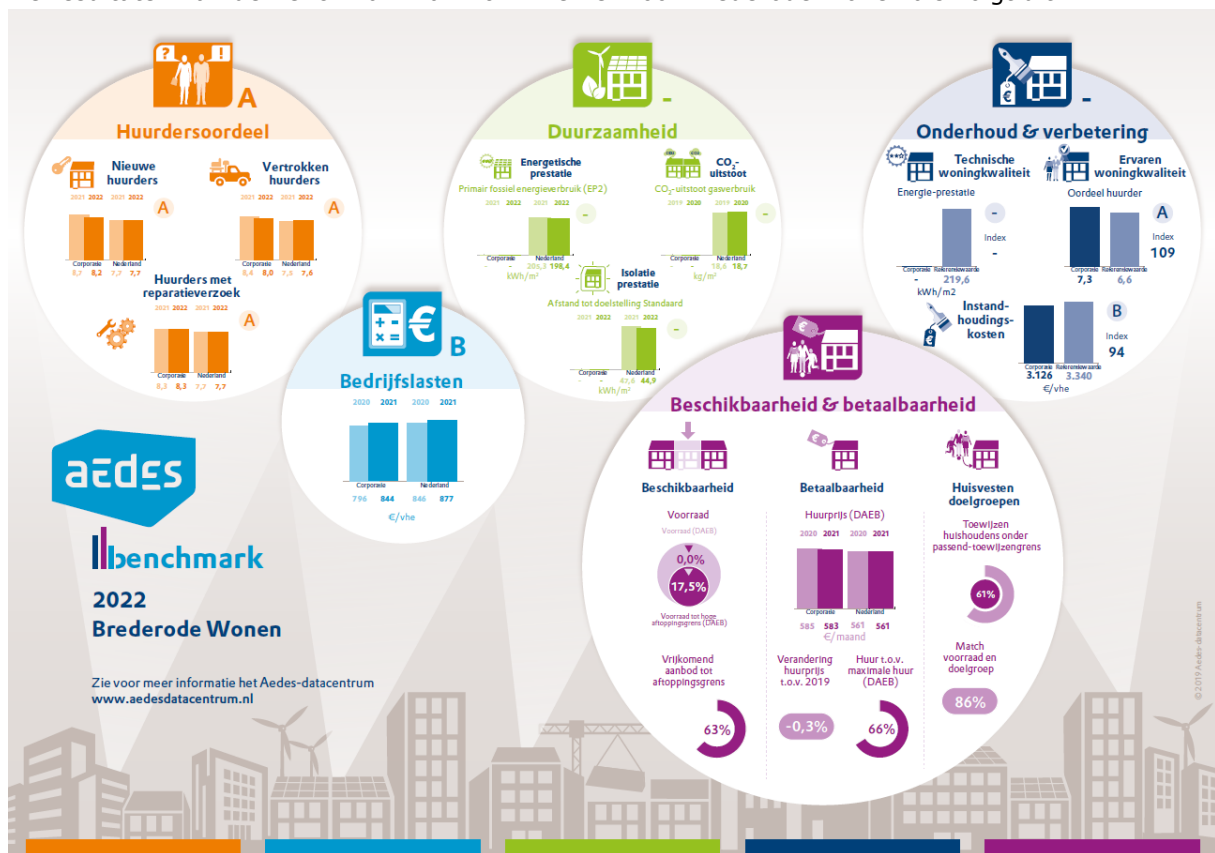 ? !
A
Huurdersoordeel
Nieuwe
huurders
2021 2022 2021 2022
A
Corporatie Nederland
8,7 8,2 7,7 7,7
Vertrokken
huurders
2021 2022 2021 2022
A
Corporatie Nederland
8,4 8,0 7,6 7,6
Huurders met
reparatieverzoek
2021 2022 2021 2022
A
Corporatie Nederland
8,3 8,3 7,7 7,7
-
Duurzaamheid
Energetische
prestatie
Primair fossiel energieverbruik (EP2)
2021 2022 2021 2022
-
Corporatie Nederland
- - 205,3 198,4
kWh/m²
CO₂-
uitstoot
CO₂-uitstoot gasverbruik
2019 2020 2019 2020
-
Corporatie Nederland
- - 18,6 18,7
kg/m²
Isolatie
prestatie
Afstand tot doelstelling Standaard
2021 2022 2021 2022
-
Corporatie Nederland
- - 47,8 44,9
kWh/m²
€
-
Onderhoud & verbetering
Technische
woningkwaliteit
Energie-prestatie
-
Index
-
Corporatie Referentiewaarde
- 219,6
kWh/m2
Ervaren
woningkwaliteit
Oordeel huurder
A
Index
109
Corporatie Referentiewaarde
7,3 6,6
€
Instand-
houdings-
kosten
B
Index
94
Corporatie Referentiewaarde
3.126 3.340
€/vhe
+ - x = €
B
Bedrijfslasten
2020 2021 2020 2021
Corporatie Nederland
796 844 846 877
€/vhe
€
Beschikbaarheid & betaalbaarheid
Beschikbaarheid
Voorraad
Voorraad (DAEB)
0,0%
17,5%
Voorraad tot hoge
aftoppingsgrens (DAEB)
Vrijkomend
aanbod tot
aftoppingsgrens
63%
€
Betaalbaarheid
Huurprijs (DAEB)
2020 2021 2020 2021
Corporatie Nederland
585 583 561 561
€/maand
Verandering
huurprijs
t.o.v. 2019
-0,3%
Huur t.o.v.
maximale huur
(DAEB)
66%
Huisvesten
doelgroepen
Toewijzen
huishoudens onder
passend-toewijzengrens
61%
Match
voorraad en
doelgroep
86%
aedes
benchmark
2022
Brederode Wonen
Zie voor meer informatie het Aedes-datacentrum
www.aedesdatacentrum.nl
© 2019 Aedes-datacentrum